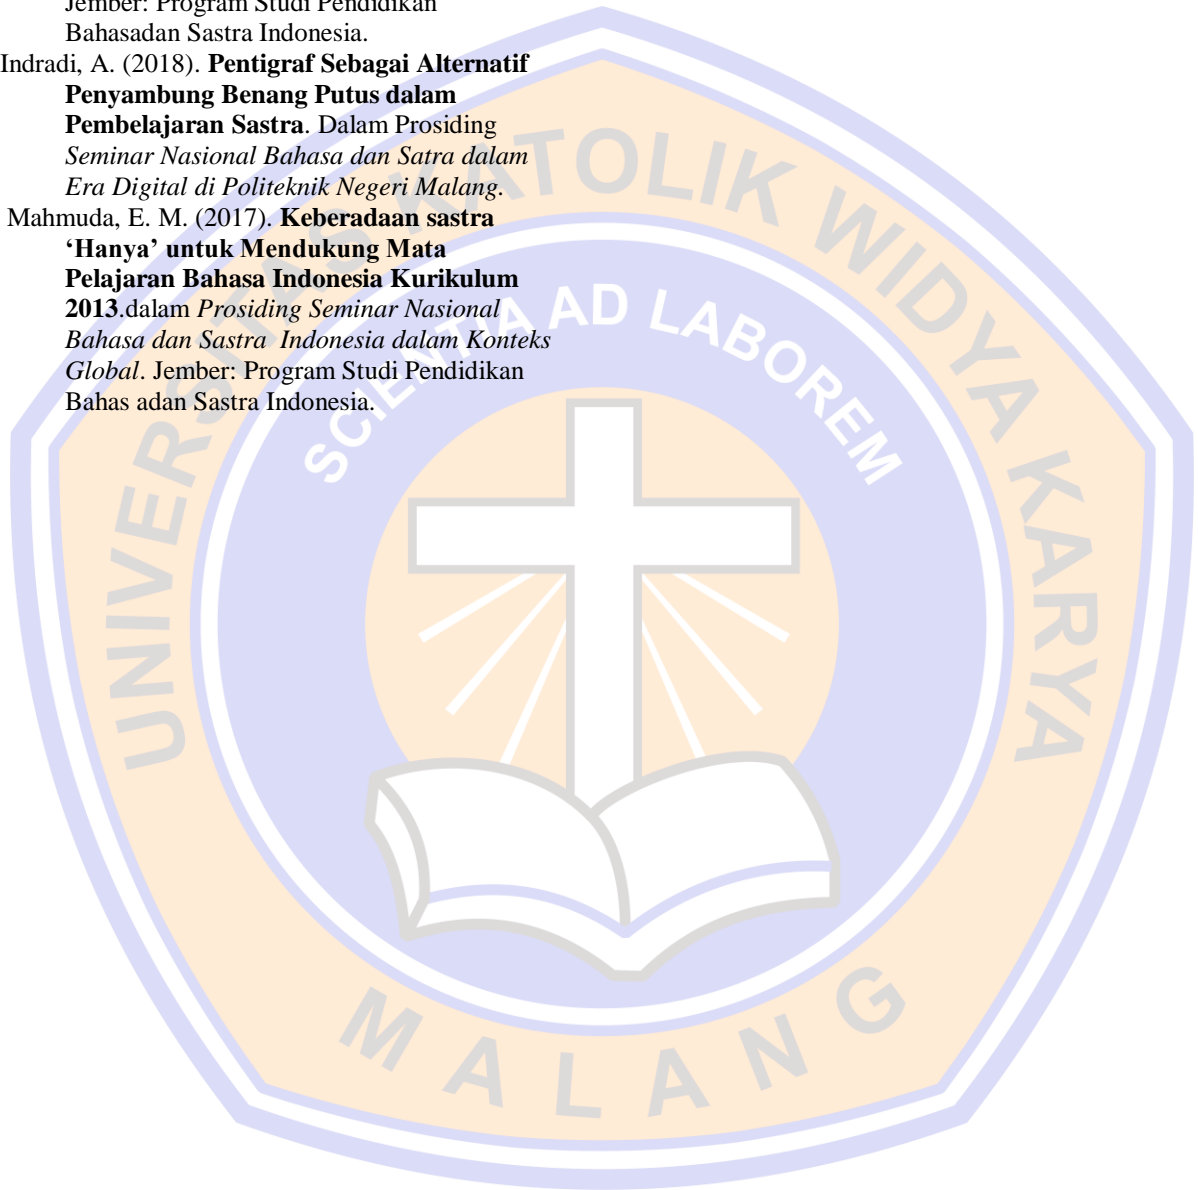 Jember: Program Studi Pendidikan
Bahasadan Sastra Indonesia.
Indradi, A. (2018). Pentigraf Sebagai Alternatif
Penyambung Benang Putus dalam
Pembelajaran Sastra. Dalam Prosiding
Seminar Nasional Bahasa dan Satra dalam
Era Digital di Politeknik Negeri Malang.
Mahmuda, E. M. (2017). Keberadaan sastra
‘Hanya’ untuk Mendukung Mata
Pelajaran Bahasa Indonesia Kurikulum
2013.dalam Prosiding Seminar Nasional
Bahasa dan Sastra Indonesia dalam Konteks
Global. Jember: Program Studi Pendidikan
Bahas adan Sastra Indonesia.
UNIVERSITAS KATOLIK WIDYA KARYA
SCIENTIA AD LABOREM
MALANG